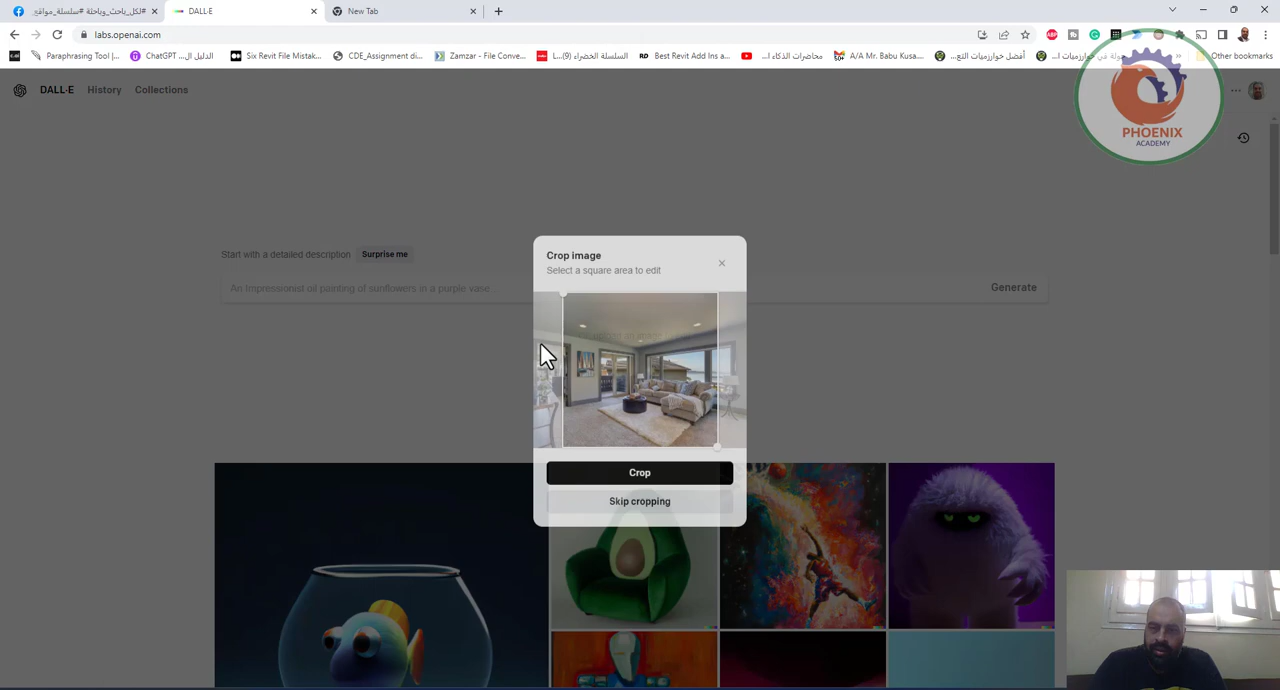 #لكل_باحث_وباحثة #سلسلة_مواقع
DALL·E
New Tab
labs.openai.com
Paraphrasing Tool |
الدليل ال... ChatGPT
Six Revit File Mistak...
CDE_Assignment di...
Zamzar - File Conve...
السلسلة الخضراء (9)
Best Revit Add Ins a...
محاضرات الذكاء ا...
A/A Mr. Babu Kusa...
أفضل خوارزميات التع...
Other bookmarks
DALL·E
History
Collections
PHOENIX
ACADEMY
Start with a detailed description
Surprise me
An Impressionist oil painting of sunflowers in a purple vase...
Generate
Crop image
Select a square area to edit
Crop
Skip cropping